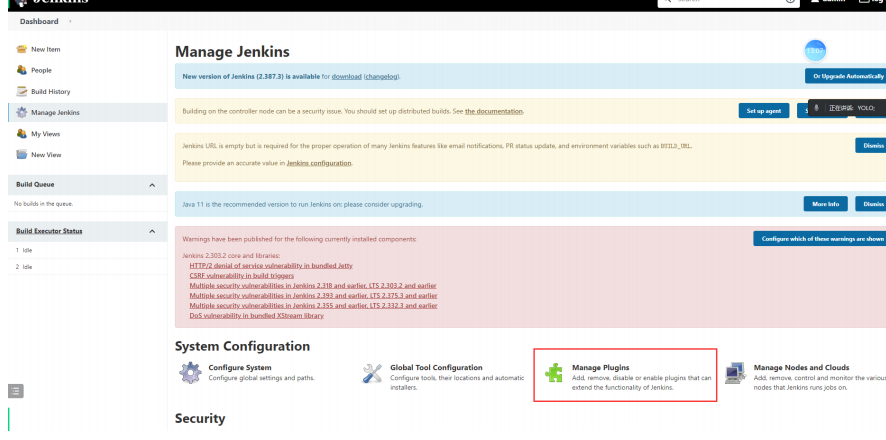 Jenkins
search
admin
log
Dashboard
New Item
People
Build History
Manage Jenkins
My Views
New View
Build Queue
No builds in the queue.
Build Executor Status
1 Idle
2 Idle
Manage Jenkins
New version of Jenkins (2.387.3) is available for download (changelog).
Or Upgrade Automatically
Building on the controller node can be a security issue. You should set up distributed builds. See the documentation.
Set up agent
正在讲话: YOLO;
Jenkins URL is empty but is required for the proper operation of many Jenkins features like email notifications, PR status update, and environment variables such as BUILD_URL.
Please provide an accurate value in Jenkins configuration.
Dismiss
Java 11 is the recommended version to run Jenkins on; please consider upgrading.
More Info
Dismiss
Warnings have been published for the following currently installed components:
Configure which of these warnings are shown
Jenkins 2.303.2 core and libraries:
HTTP/2 denial of service vulnerability in bundled Jetty
CSRF vulnerability in build triggers
Multiple security vulnerabilities in Jenkins 2.318 and earlier, LTS 2.303.2 and earlier
Multiple security vulnerabilities in Jenkins 2.393 and earlier, LTS 2.375.3 and earlier
Multiple security vulnerabilities in Jenkins 2.355 and earlier, LTS 2.332.3 and earlier
DoS vulnerability in bundled XStream library
System Configuration
Configure System
Configure global settings and paths.
Global Tool Configuration
Configure tools, their locations and automatic
installers.
Manage Plugins
Add, remove, disable or enable plugins that can
extend the functionality of Jenkins.
Manage Nodes and Clouds
Add, remove, control and monitor the various
nodes that Jenkins runs jobs on.
Security